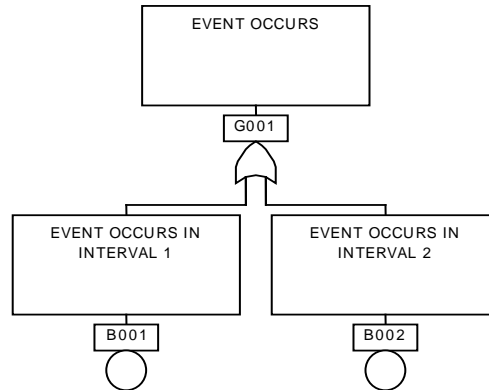 EVENT OCCURS
G001
EVENT OCCURS IN
INTERVAL 1
EVENT OCCURS IN
INTERVAL 2
B001
B002